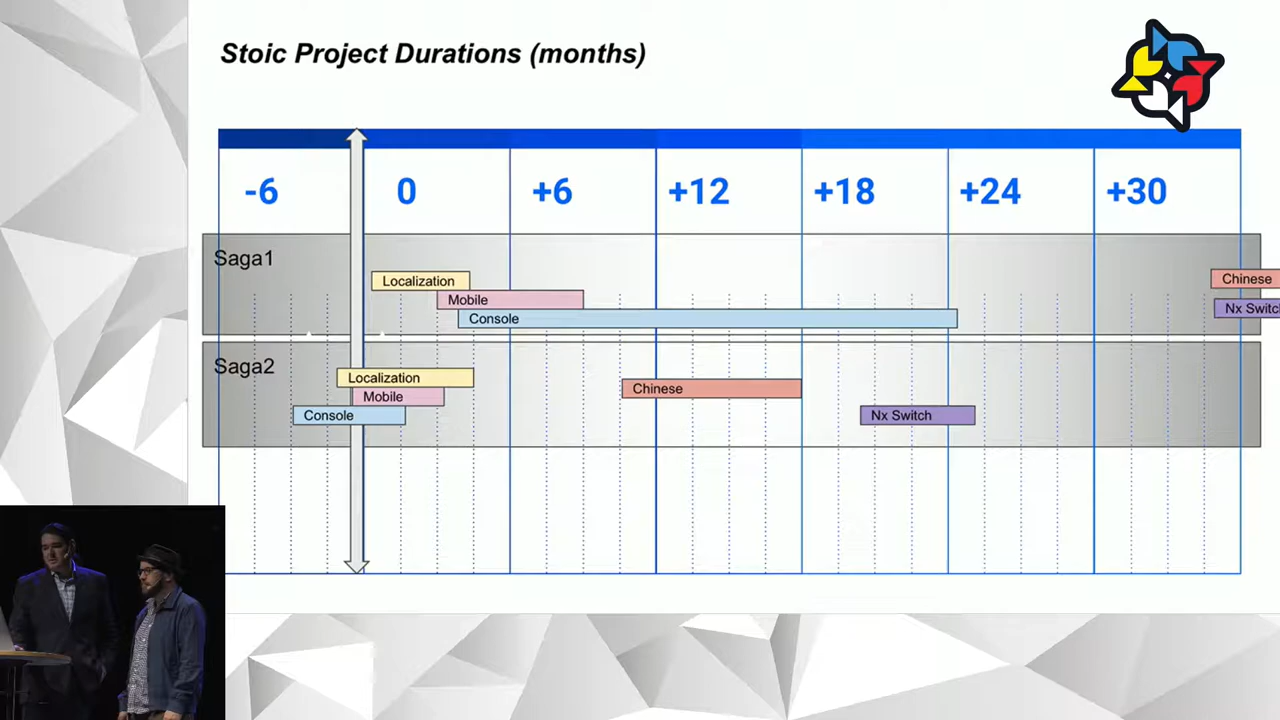 Stoic Project Durations (months)
-6 0 +6 +12 +18 +24 +30
Saga1
Localization
Chinese
Mobile
Console
Nx Switc
Saga2
Localization
Mobile
Chinese
Console
Nx Switch